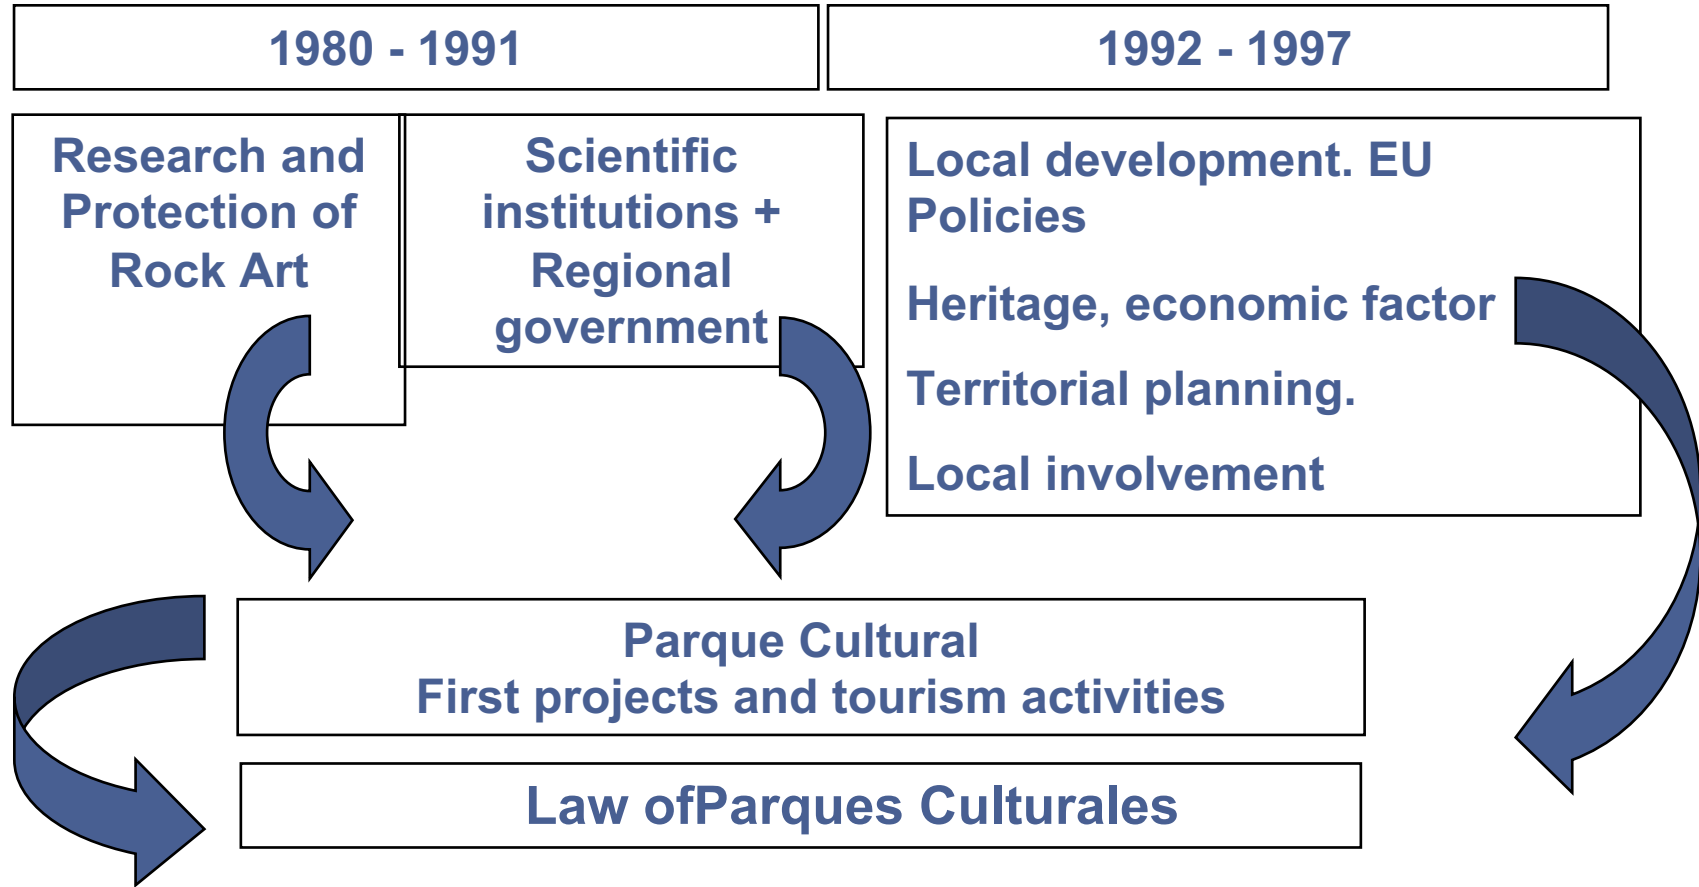 1980 - 1991
1992 - 1997
Research and
Protection of
Rock Art
Scientific
institutions +
Regional
government
Local development. EU
Policies
Heritage, economic factor
Territorial planning.
Local involvement
Parque Cultural
First projects and tourism activities
Law ofParques Culturales